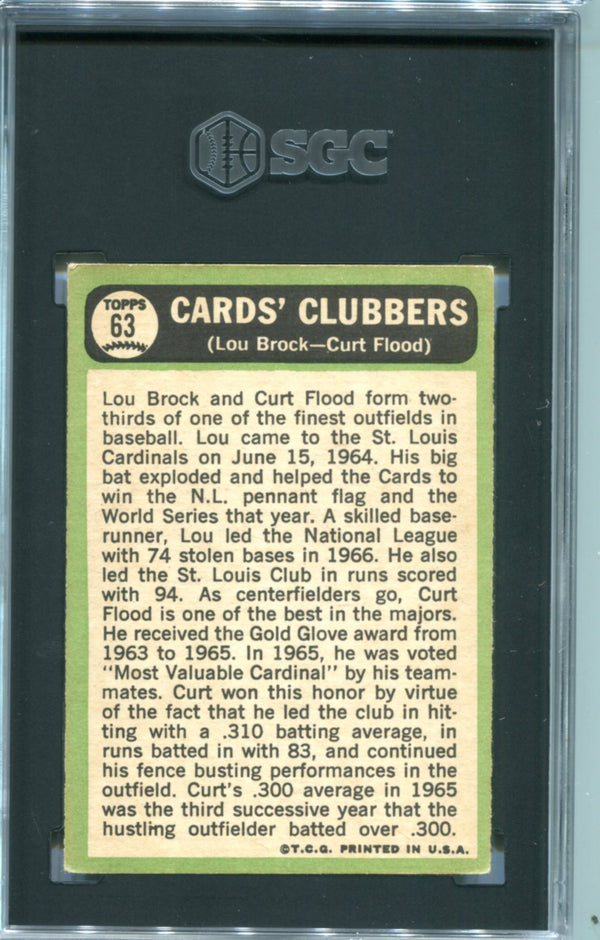 SGC
TOPPS
63
CARDS' CLUBBERS
(Lou Brock—Curt Flood)
Lou Brock and Curt Flood form two-
thirds of one of the finest outfields in
baseball. Lou came to the St. Louis
Cardinals on June 15, 1964. His big
bat exploded and helped the Cards to
win the N.L. pennant flag and the
World Series that year. A skilled base-
runner, Lou led the National League
with 74 stolen bases in 1966. He also
led the St. Louis Club in runs scored
with 94. As centerfielders go, Curt
Flood is one of the best in the majors.
He received the Gold Glove award from
1963 to 1965. In 1965, he was voted
"Most Valuable Cardinal" by his team-
mates. Curt won this honor by virtue
of the fact that he led the club in hit-
ting with a .310 batting average, in
runs batted in with 83, and continued
his fence busting performances in the
outfield. Curt's .300 average in 1965
was the third successive year that the
hustling outfielder batted over .300.
©T.C.G. PRINTED IN U.S.A.